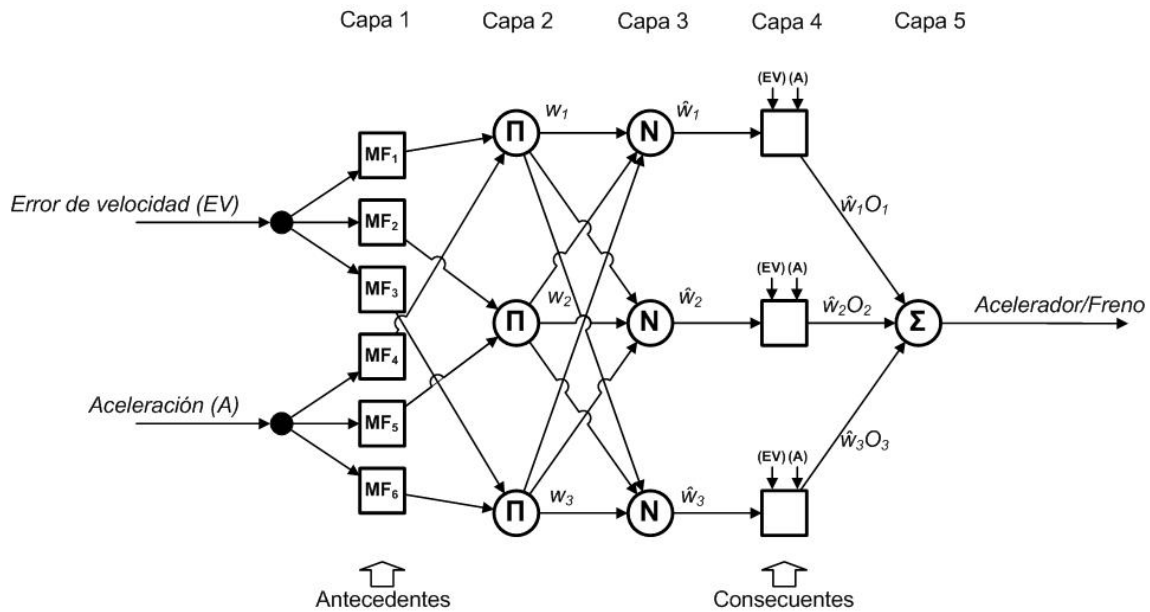 Capa 1 Capa 2 Capa 3 Capa 4 Capa 5
(EV) (A)
w₁ ŵ₁
Π N
MF₁
Error de velocidad (EV)
MF₂
ŵ₁O₁
(EV) (A)
MF₃
w₂ ŵ₂ ŵ₂O₂
Acelerador/Freno
Π N Σ
MF₄
Aceleración (A)
MF₅
ŵ₃O₃
(EV) (A)
MF₆
w₃ ŵ₃
Π N
Antecedentes Consecuentes